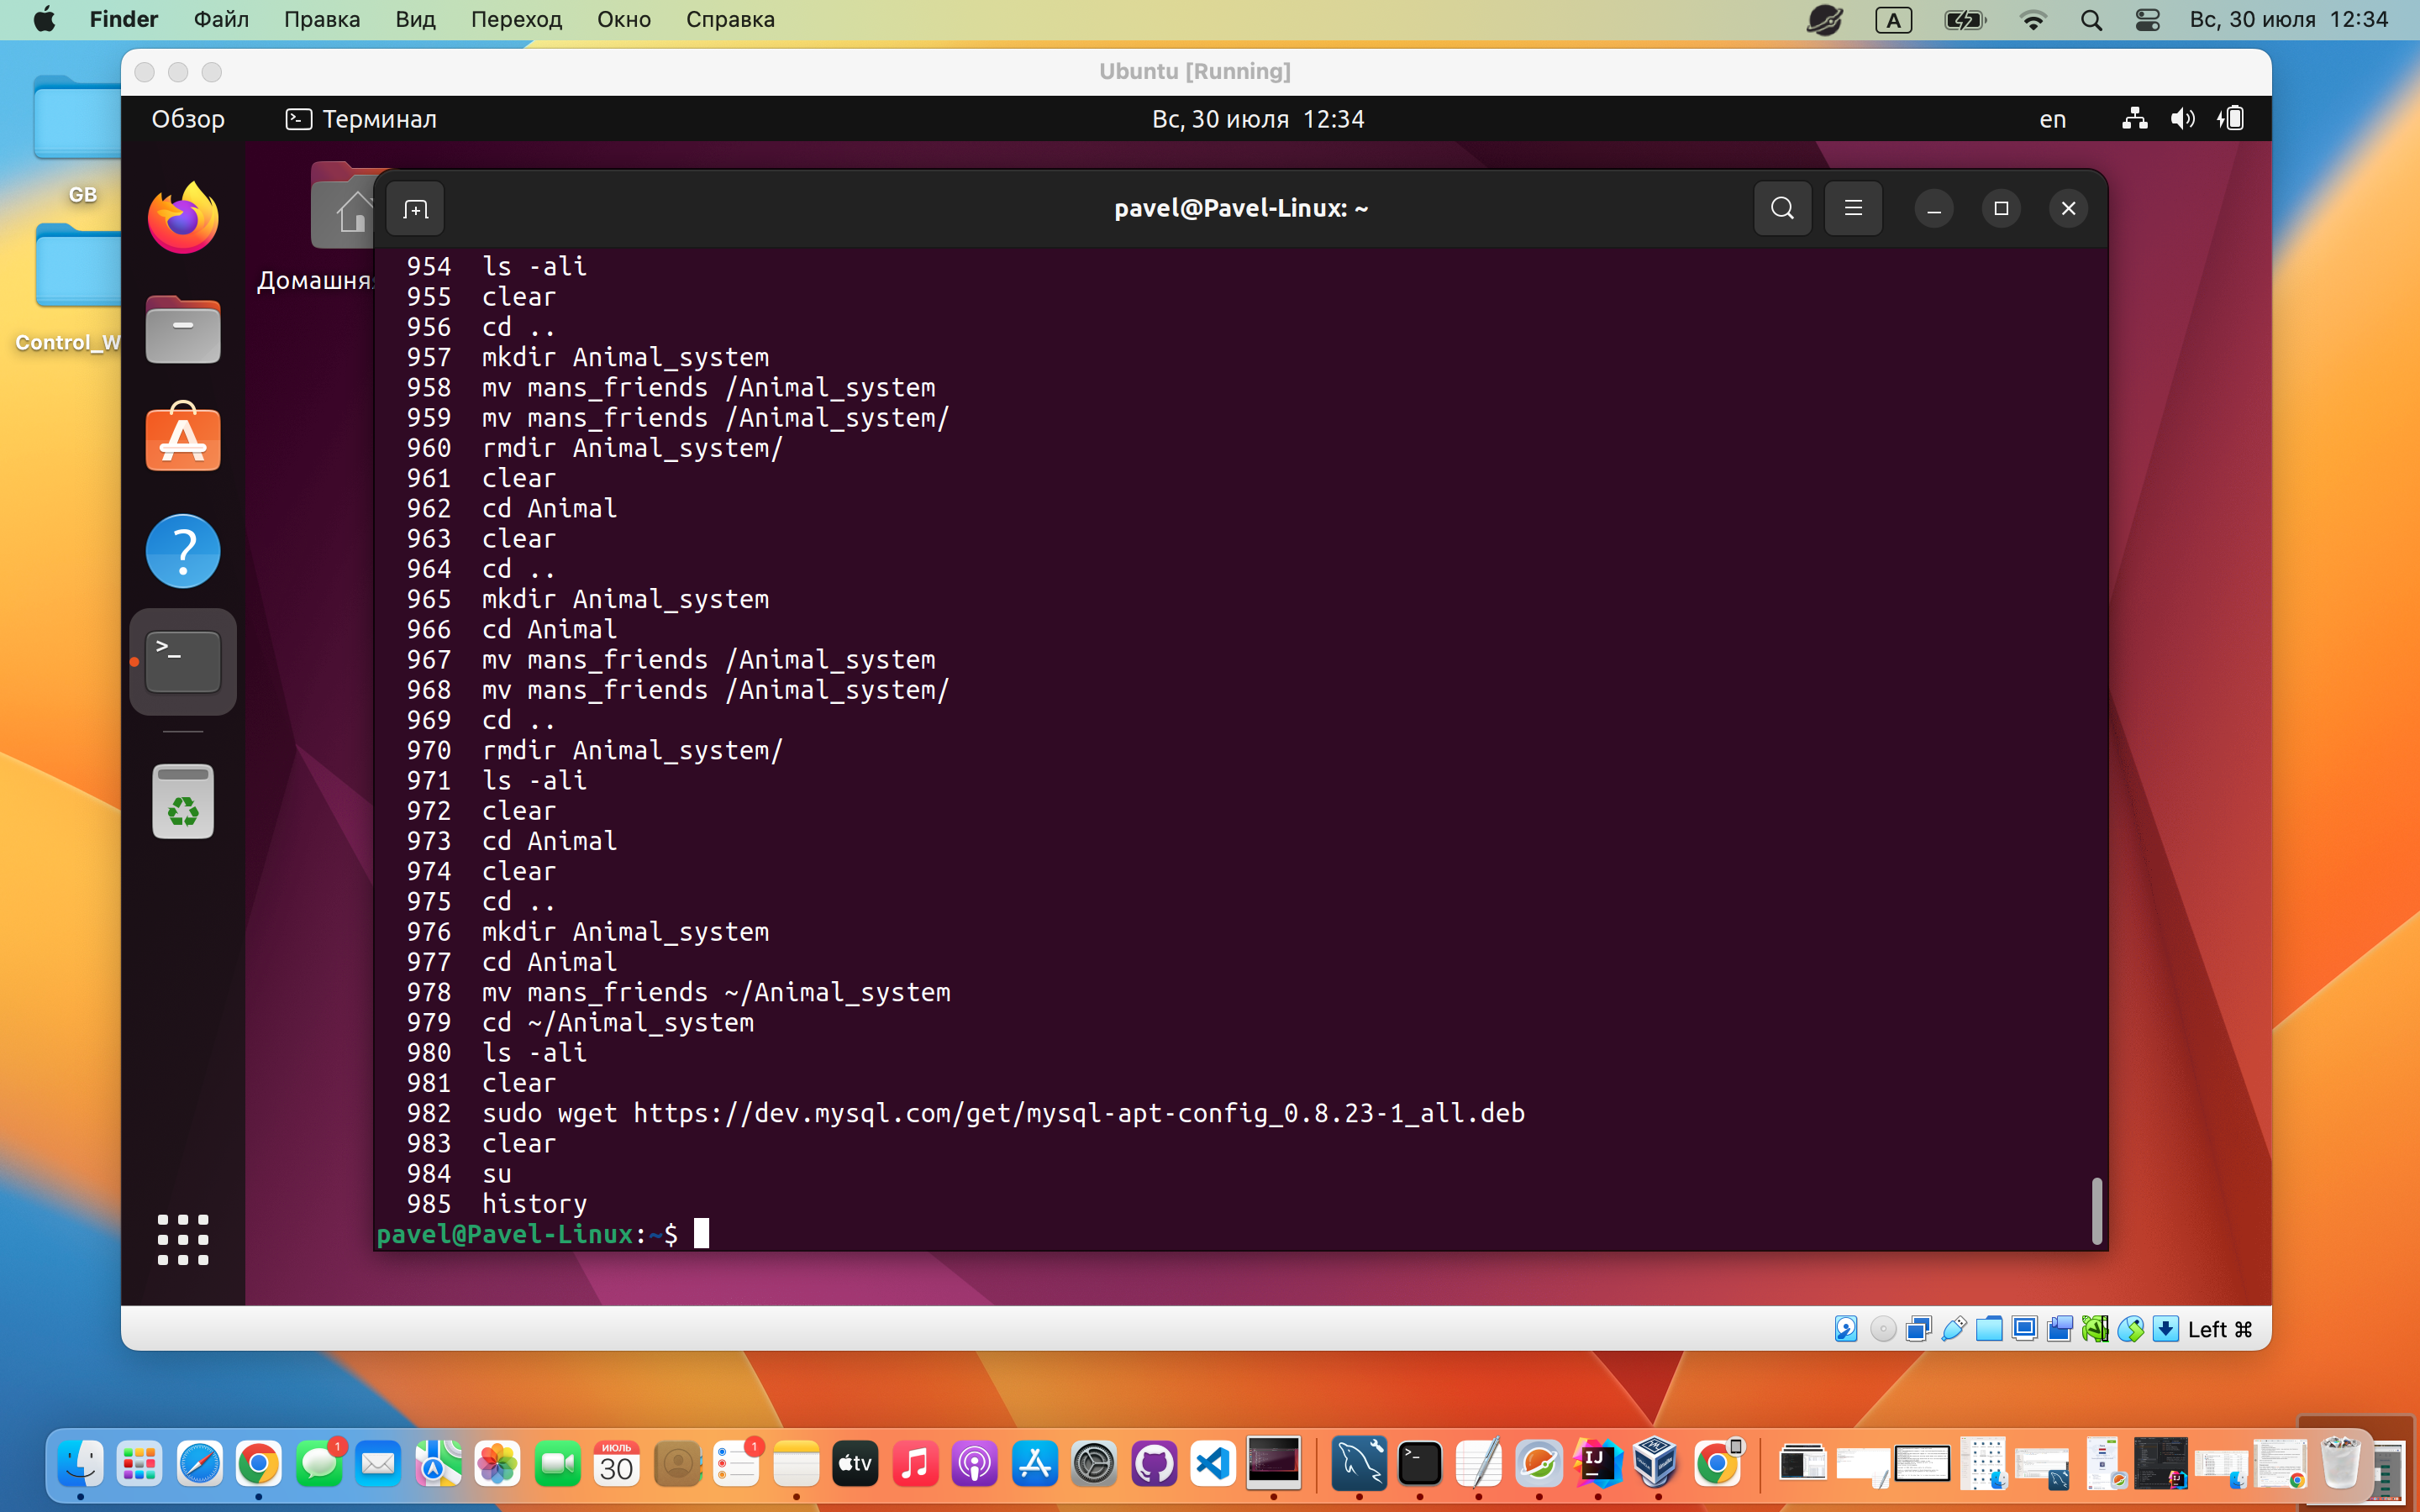 Finder Файл Правка Вид Переход Окно Справка A Вс, 30 июля 12:34
Ubuntu [Running]
Обзор Терминал Вс, 30 июля 12:34 en
GB
Control_W
Домашняя
pavel@Pavel-Linux: ~
954 ls -ali
955 clear
956 cd ..
957 mkdir Animal_system
958 mv mans_friends /Animal_system
959 mv mans_friends /Animal_system/
960 rmdir Animal_system/
961 clear
962 cd Animal
963 clear
964 cd ..
965 mkdir Animal_system
966 cd Animal
967 mv mans_friends /Animal_system
968 mv mans_friends /Animal_system/
969 cd ..
970 rmdir Animal_system/
971 ls -ali
972 clear
973 cd Animal
974 clear
975 cd ..
976 mkdir Animal_system
977 cd Animal
978 mv mans_friends ~/Animal_system
979 cd ~/Animal_system
980 ls -ali
981 clear
982 sudo wget https://dev.mysql.com/get/mysql-apt-config_0.8.23-1_all.deb
983 clear
984 su
985 history
pavel@Pavel-Linux:~$
Left ⌘
1 ИЮЛЬ 30 1 tv IJ